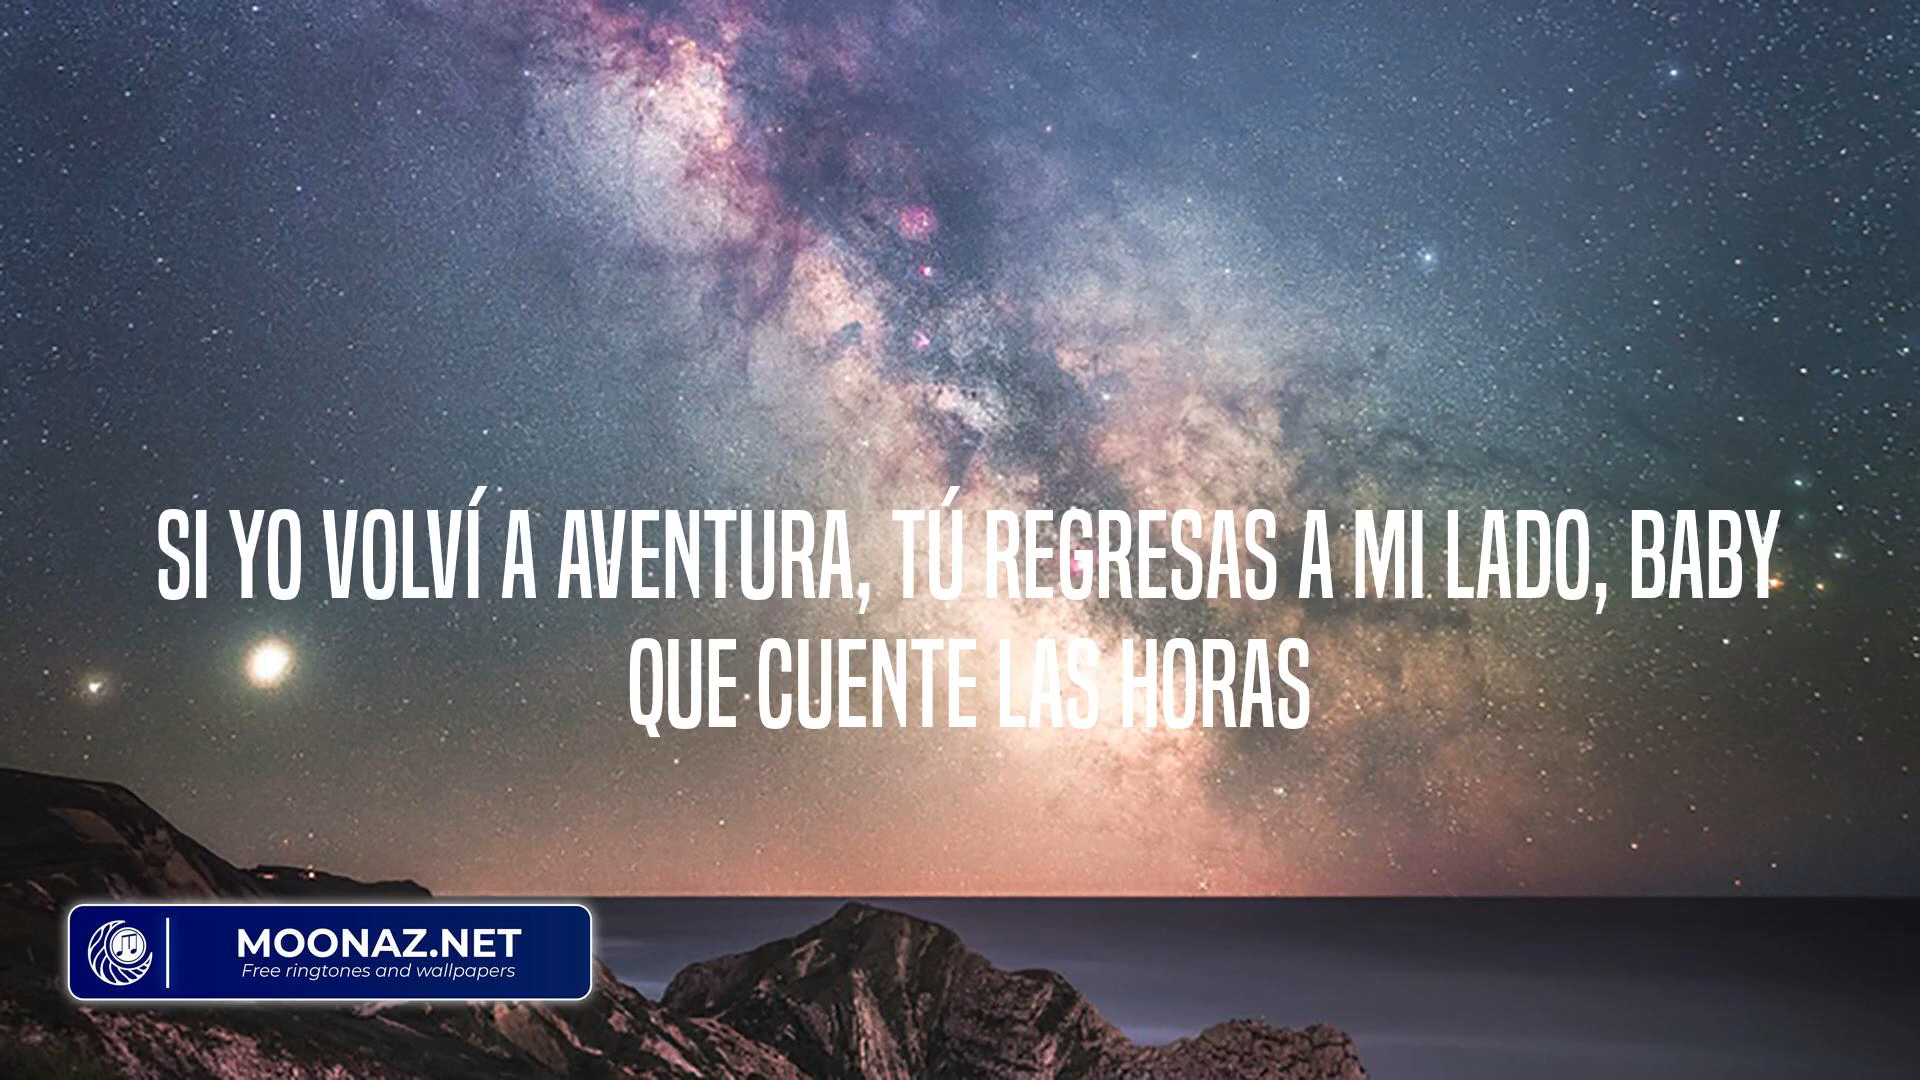 SI YO VOLVÍ A AVENTURA, TÚ REGRESAS A MI LADO, BABY
QUE CUENTE LAS HORAS
MOONAZ.NET
Free ringtones and wallpapers